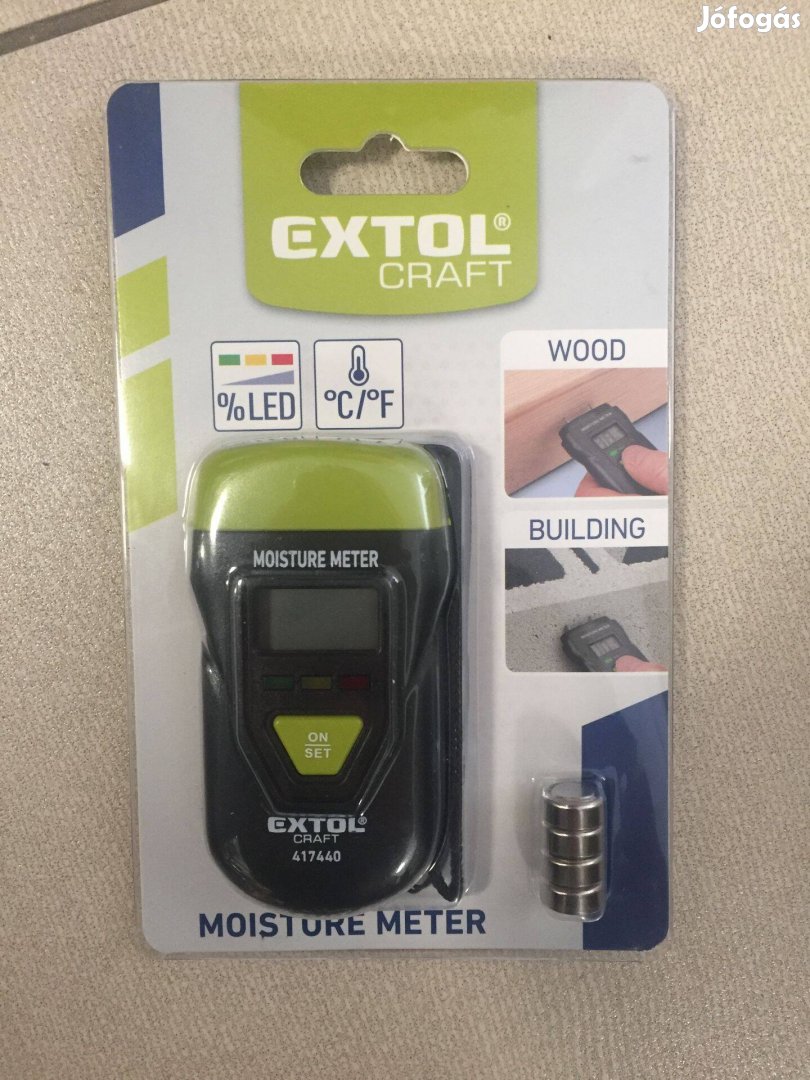 Jófogás
EXTOL®
CRAFT
%LED
°C/°F
WOOD
BUILDING
MOISTURE METER
ON
SET
EXTOL®
CRAFT
417440
MOISTURE METER